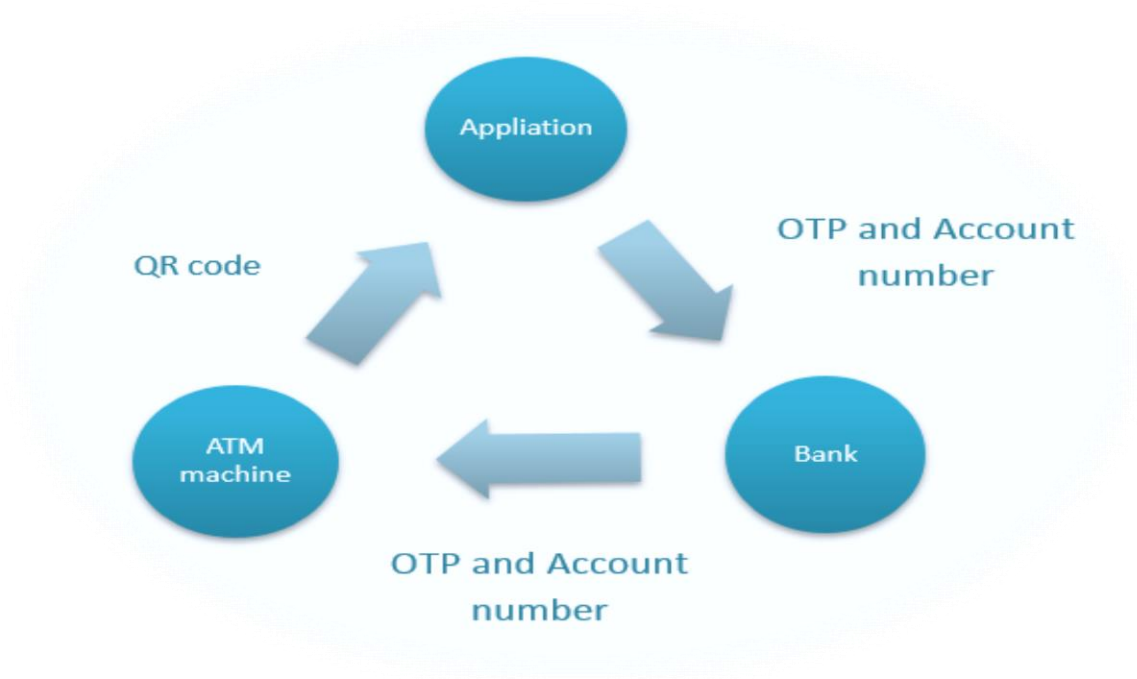 Appliation
OTP and Account
number
QR code
ATM
machine
Bank
OTP and Account
number